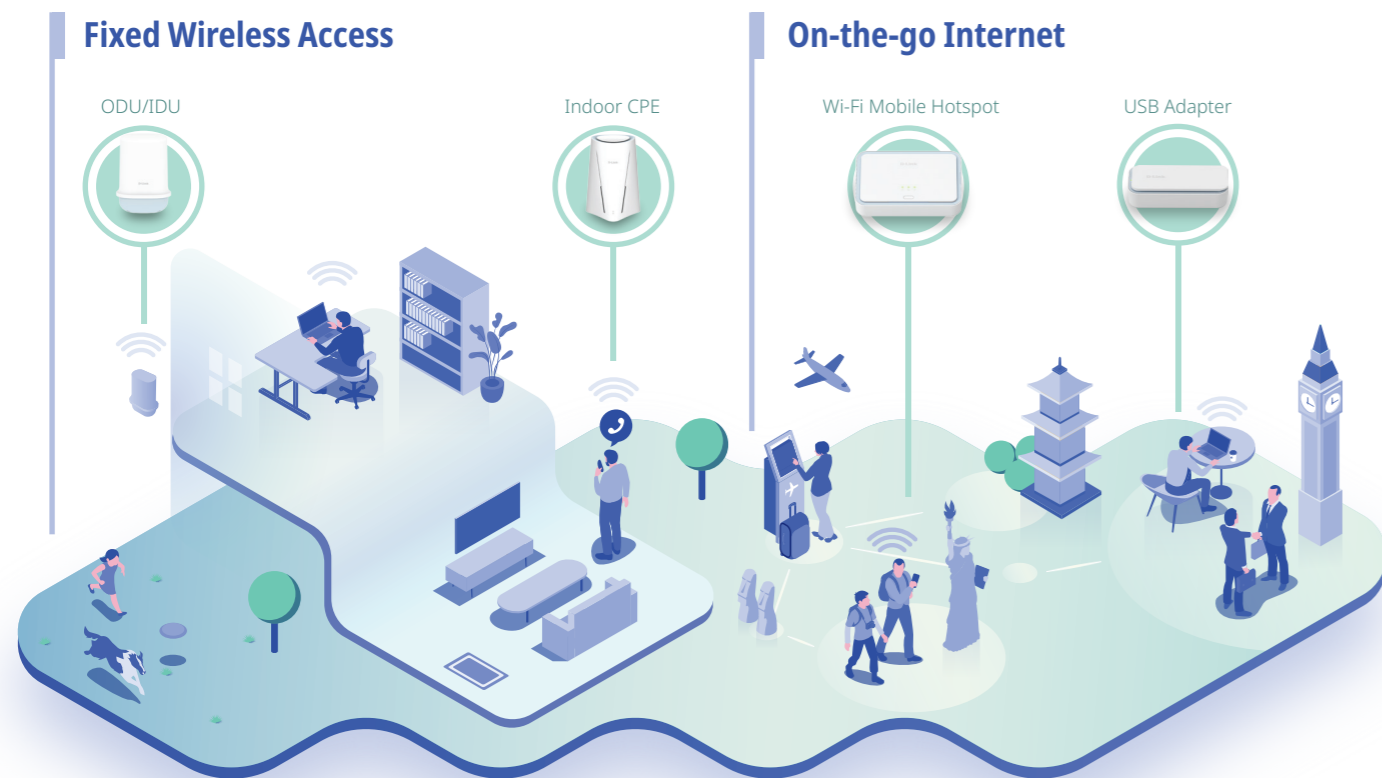 Fixed Wireless Access
On-the-go Internet
ODU/IDU
Indoor CPE
Wi-Fi Mobile Hotspot
USB Adapter